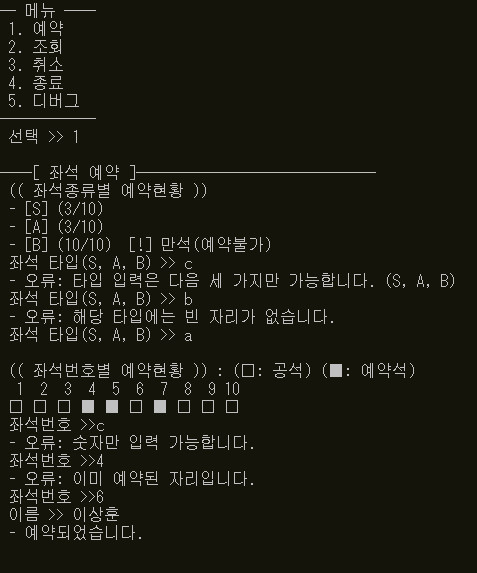 ── 메뉴 ────
1. 예약
2. 조회
3. 취소
4. 종료
5. 디버그
선택 >> 1
───[ 좌석 예약 ]──────────────
(( 좌석종류별 예약현황 ))
- [S] (3/10)
- [A] (3/10)
- [B] (10/10) [!] 만석(예약불가)
좌석 타입(S, A, B) >> c
- 오류: 타입 입력은 다음 세 가지만 가능합니다. (S, A, B)
좌석 타입(S, A, B) >> b
- 오류: 해당 타입에는 빈 자리가 없습니다.
좌석 타입(S, A, B) >> a
(( 좌석번호별 예약현황 )) : (□: 공석) (■: 예약석)
1 2 3 4 5 6 7 8 9 10
□ □ □ ■ ■ □ ■ □ □ □
좌석번호 >>c
- 오류: 숫자만 입력 가능합니다.
좌석번호 >>4
- 오류: 이미 예약된 자리입니다.
좌석번호 >>6
이름 >> 이상훈
- 예약되었습니다.